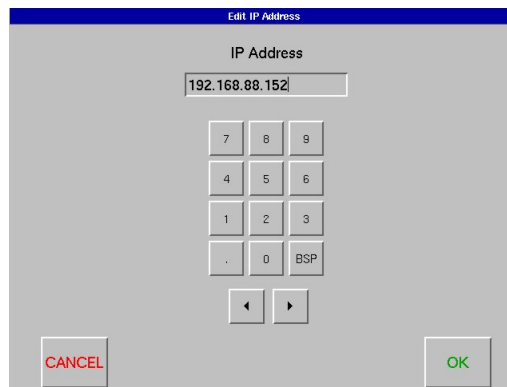 Edit IP Address
IP Address
192.168.88.152
7 8 9
4 5 6
1 2 3
. 0 BSP
CANCEL OK